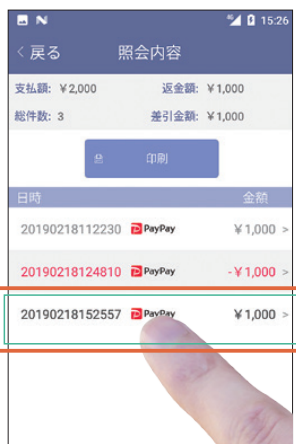 15:26
< 戻る 照会内容
支払額: ¥2,000 返金額: ¥1,000
総件数: 3 差引金額: ¥1,000
印刷
日時 金額
20190218112230 PayPay ¥1,000 >
20190218124810 PayPay -¥1,000 >
20190218152557 PayPay ¥1,000 >